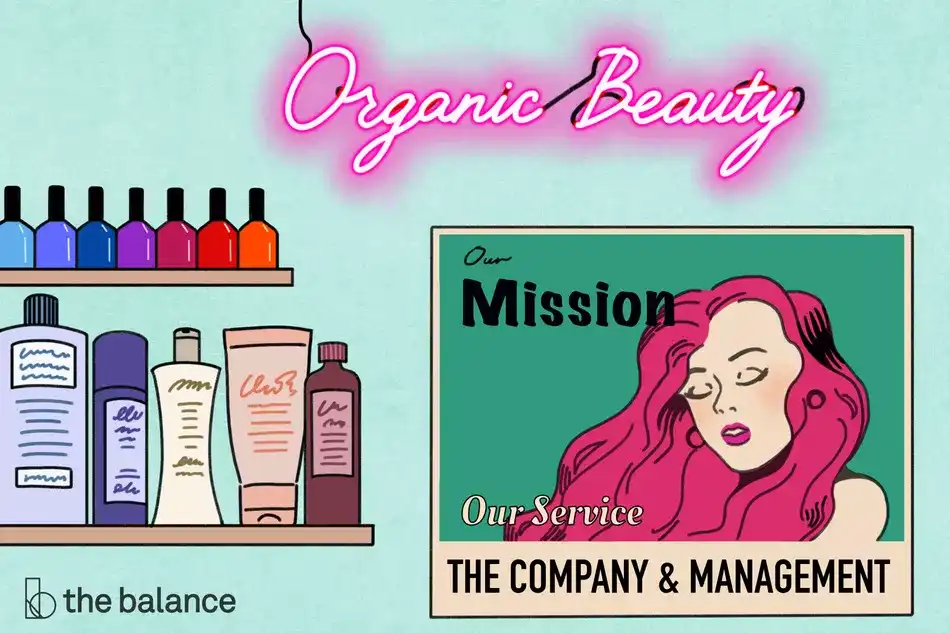 Organic Beauty
Our
Mission
Our Service
THE COMPANY & MANAGEMENT
the balance